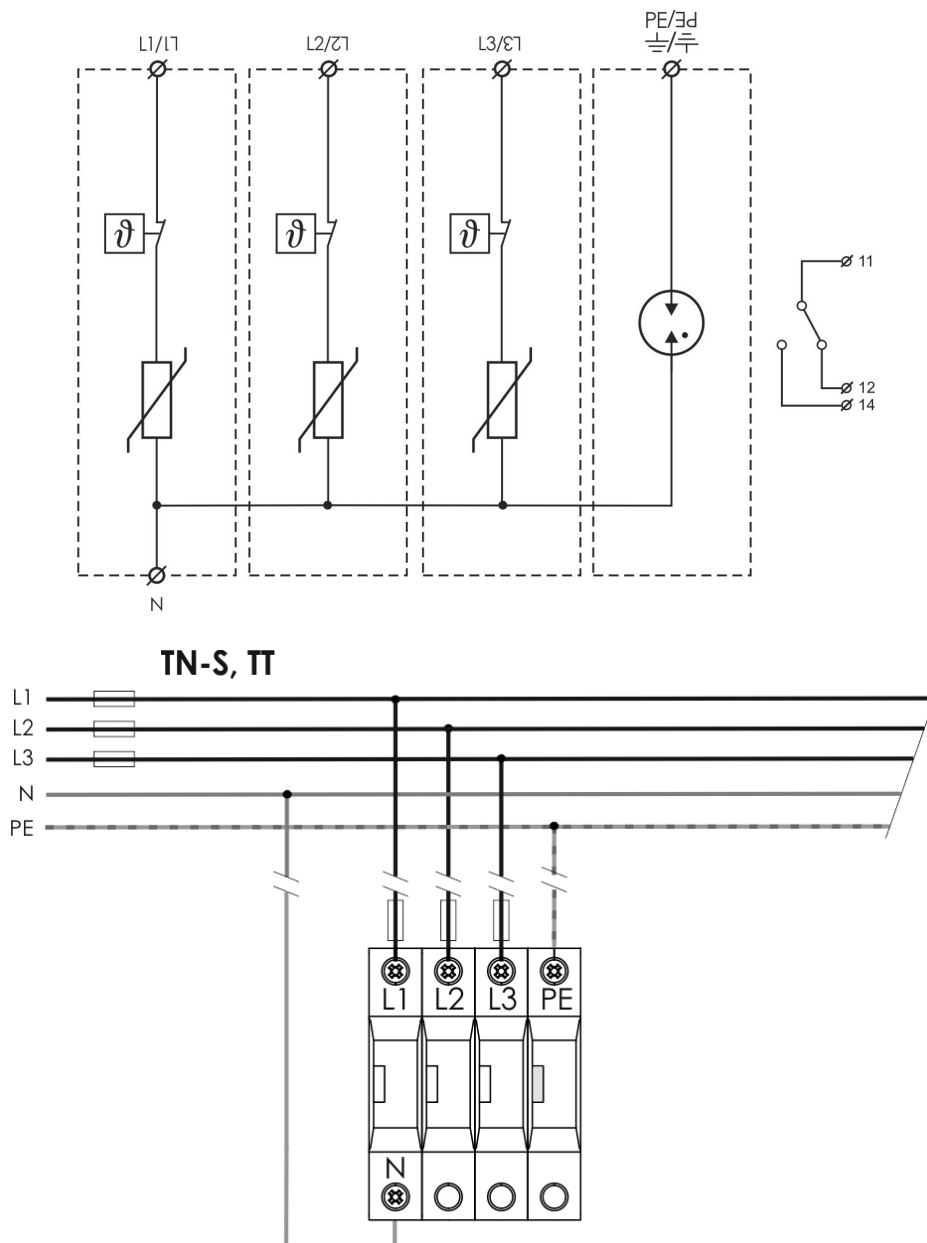 L1/L1 L2/L2 L3/L3 PE/PE
ϑ ϑ ϑ
11
12
14
N
TN-S, TT
L1
L2
L3
N
PE
L1 L2 L3 PE
N